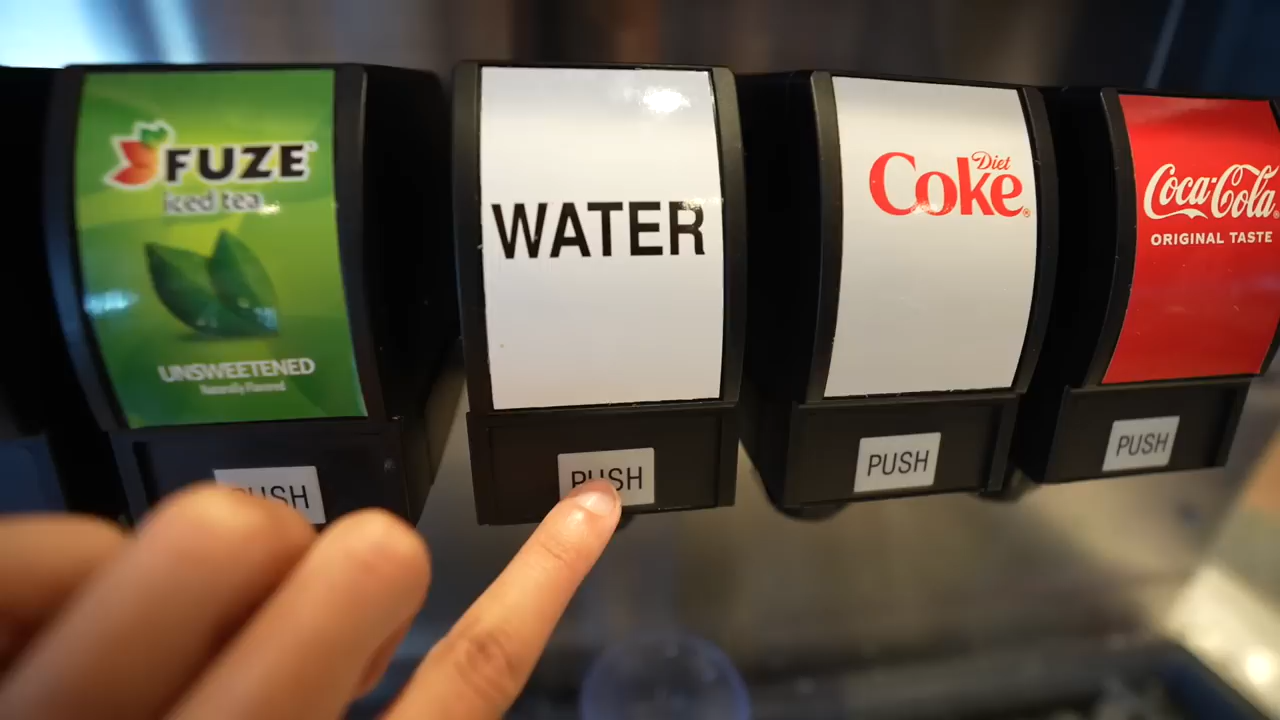 FUZE
iced tea
UNSWEETENED
Naturally Flavored
PUSH
WATER
PUSH
Diet
Coke®
PUSH
Coca-Cola®
ORIGINAL TASTE
PUSH